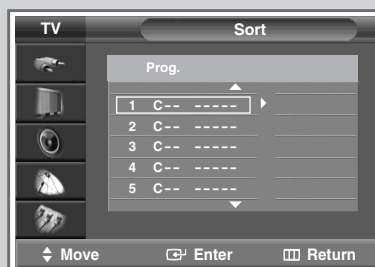 TV Sort
Prog.
1 C-- -----
2 C-- -----
3 C-- -----
4 C-- -----
5 C-- -----
Move Enter Return